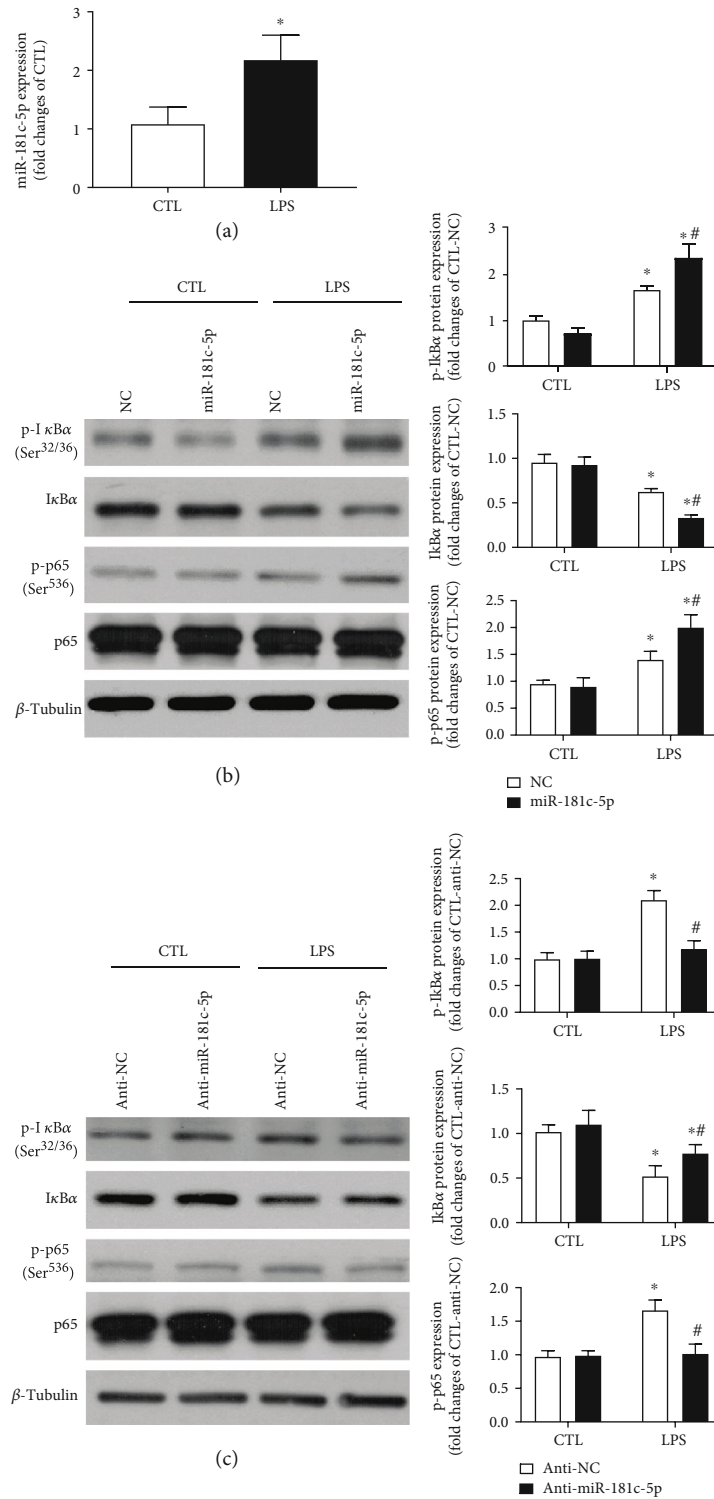 3
2
1
0
miR-181c-5p expression
(fold changes of CTL)
*
CTL
LPS
(a)
CTL
LPS
NC
miR-181c-5p
NC
miR-181c-5p
p-I κBα
(Ser32/36)
IκBα
p-p65
(Ser536)
p65
β-Tubulin
(b)
p-IkBα protein expression
(fold changes of CTL-NC)
3
2
1
0
*
*#
CTL
LPS
IkBα protein expression
(fold changes of CTL-NC)
1.5
1.0
0.5
0.0
*
*#
CTL
LPS
p-p65 protein expression
(fold changes of CTL-NC)
2.5
2.0
1.5
1.0
0.5
0.0
*
*#
CTL
LPS
NC
miR-181c-5p
CTL
LPS
Anti-NC
Anti-miR-181c-5p
Anti-NC
Anti-miR-181c-5p
p-I κBα
(Ser32/36)
IκBα
p-p65
(Ser536)
p65
β-Tubulin
(c)
p-IkBα protein expression
(fold changes of CTL-anti-NC)
2.5
2.0
1.5
1.0
0.5
0.0
*
#
CTL
LPS
IkBα protein expression
(fold changes of CTL-anti-NC)
1.5
1.0
0.5
0.0
*
*#
CTL
LPS
p-p65 expression
(fold changes of CTL-anti-NC)
2.0
1.5
1.0
0.5
0.0
*
#
CTL
LPS
Anti-NC
Anti-miR-181c-5p